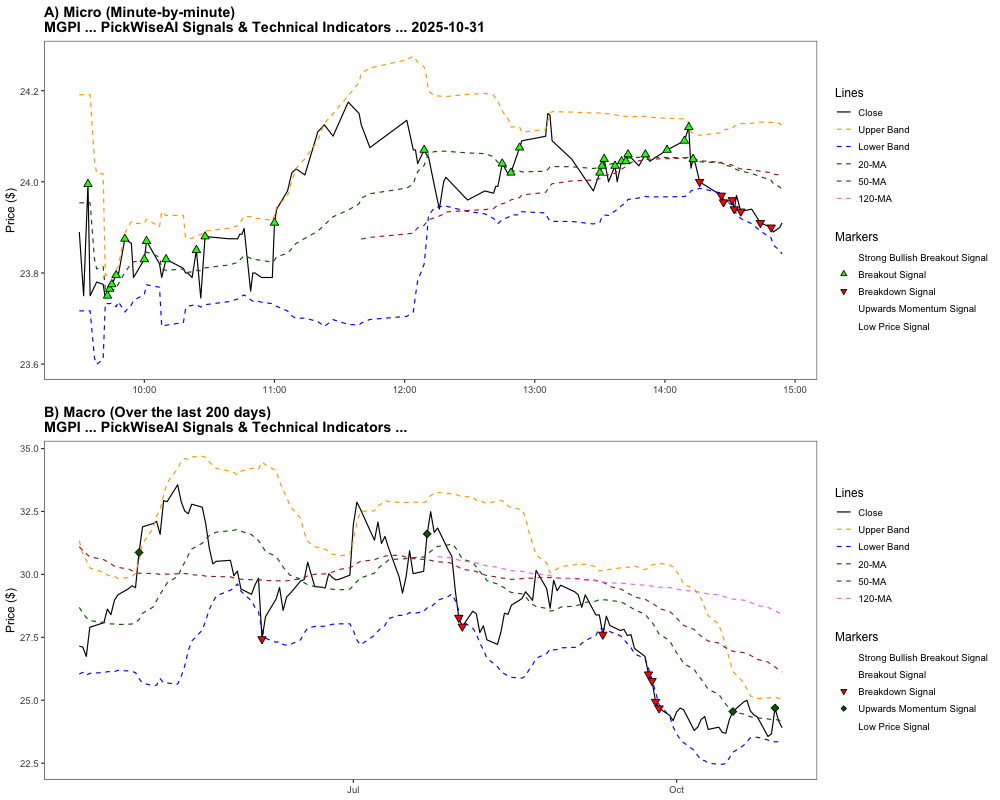 A) Micro (Minute-by-minute)
MGPI ... PickWiseAI Signals & Technical Indicators ... 2025-10-31
Price ($)
24.2
24.0
23.8
23.6
10:00
11:00
12:00
13:00
14:00
15:00
Lines
Close
Upper Band
Lower Band
20-MA
50-MA
120-MA
Markers
Strong Bullish Breakout Signal
Breakout Signal
Breakdown Signal
Upwards Momentum Signal
Low Price Signal
B) Macro (Over the last 200 days)
MGPI ... PickWiseAI Signals & Technical Indicators ...
Price ($)
35.0
32.5
30.0
27.5
25.0
22.5
Jul
Oct
Lines
Close
Upper Band
Lower Band
20-MA
50-MA
120-MA
Markers
Strong Bullish Breakout Signal
Breakout Signal
Breakdown Signal
Upwards Momentum Signal
Low Price Signal